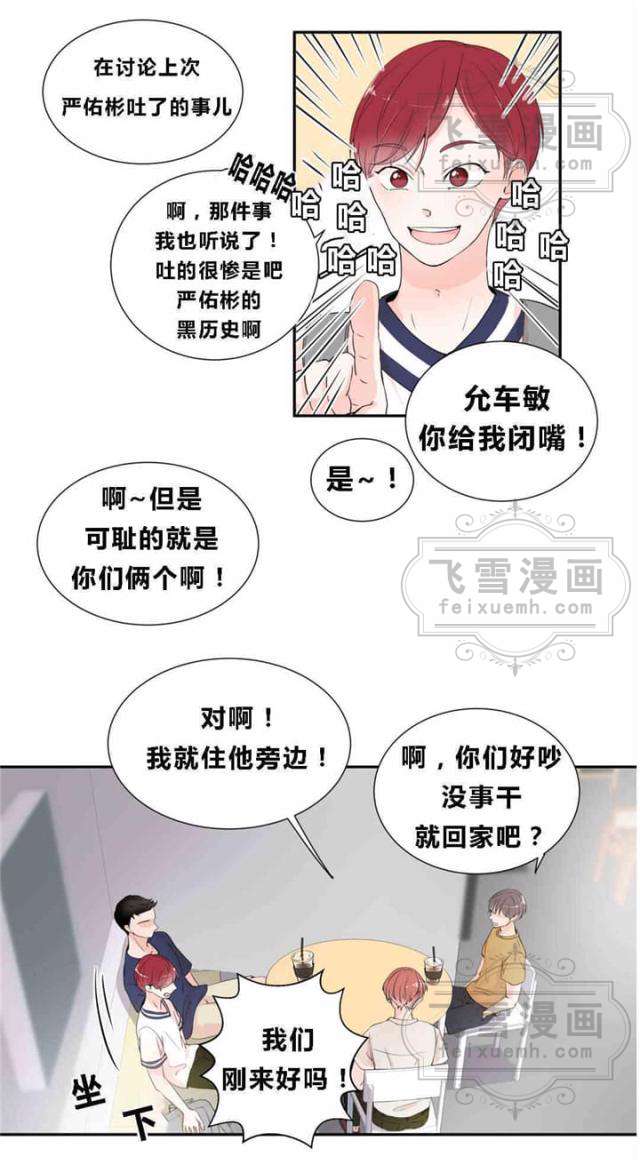 在讨论上次
严佑彬吐了的事儿
哈哈哈
啊，那件事
我也听说了！
吐的很惨是吧
严佑彬的
黑历史啊
哈
哈
哈
哈
哈
哈
哈
哈
哈
哈
飞雪漫画
feixuemh.com
允车敏
你给我闭嘴！
是~！
啊~但是
可耻的就是
你们俩个啊！
飞雪漫画
feixuemh.com
对啊！
我就住他旁边！
啊，你们好吵
没事干
就回家吧？
我们
刚来好吗！
坐下
飞雪漫画
feixuemh.com